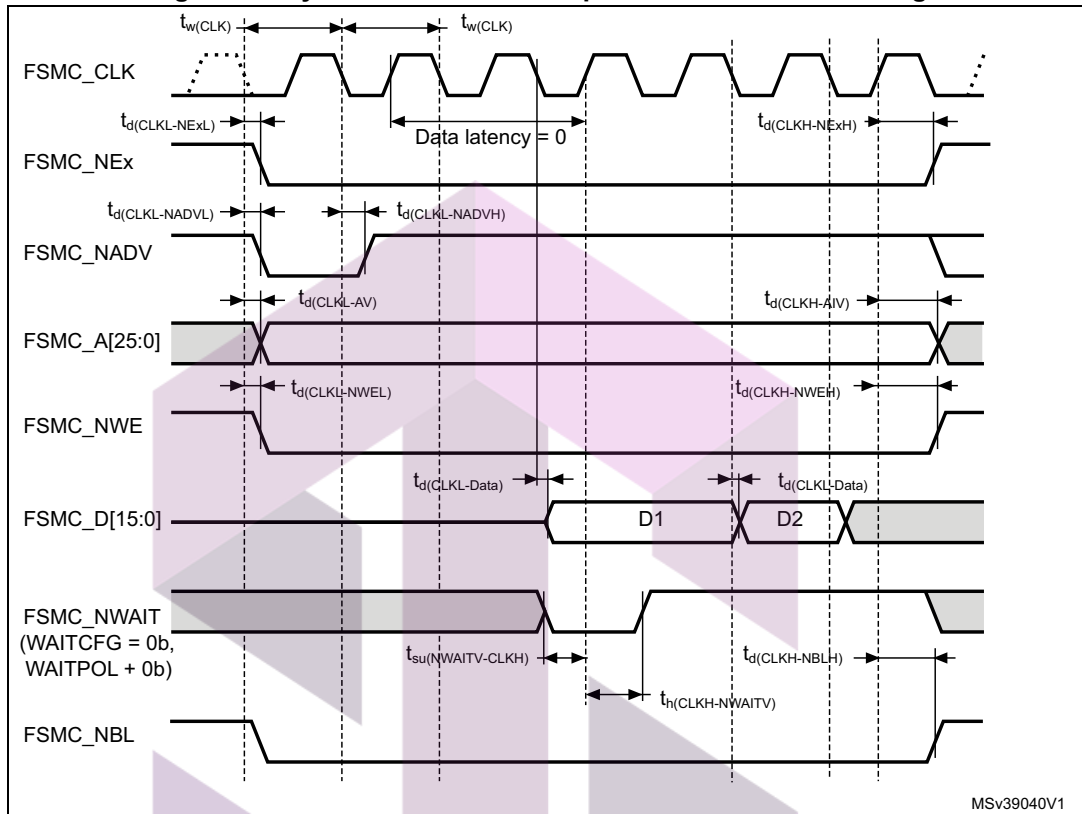 tw(CLK) tw(CLK)
FSMC_CLK
Data latency = 0
td(CLKL-NExL) td(CLKH-NExH)
FSMC_NEx
td(CLKL-NADVL) td(CLKL-NADVH)
FSMC_NADV
td(CLKL-AV) td(CLKH-AIV)
FSMC_A[25:0]
td(CLKL-NWEL) td(CLKH-NWEH)
FSMC_NWE
td(CLKL-Data) td(CLKL-Data)
FSMC_D[15:0] D1 D2
FSMC_NWAIT
(WAITCFG = 0b,
WAITPOL + 0b)
tsu(NWAITV-CLKH) td(CLKH-NBLH)
th(CLKH-NWAITV)
FSMC_NBL
MSv39040V1